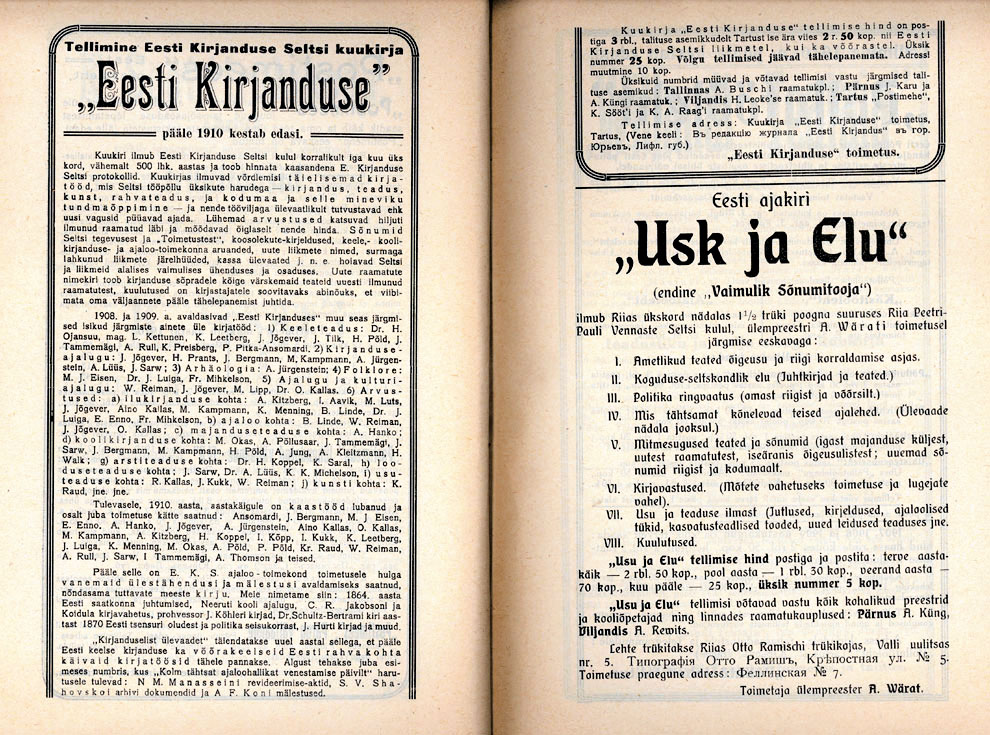 Tellimine Eesti Kirjanduse Seltsi kuukirja
„Eesti Kirjanduse”
pääle 1910 kestab edasi.
Kuukiri ilmub Eesti Kirjanduse Seltsi kulul korralikult iga kuu üks
kord, vähemalt 500 lhk. aastas ja toob hinnata kaasandena E. Kirjanduse
Seltsi protokollid. Kuukirjas ilmuvad võrdlemisi täielisemad kirja-
tööd, mis Seltsi tööpõllu üksikute harudega — kirjandus, teadus,
kunst, rahvateadus, ja kodumaa ja selle mineviku
tundmaõppimine — ja nende tööviljaga ülevaatlikult tutvustavad ehk
uusi vagusid püüavad ajada. Lühemad arvustused katsuvad hiljuti
ilmunud raamatud läbi ja mõõdavad õiglaselt nende hinda. Sõnumid
Seltsi tegevusest ja „Toimetustest“, koosolekute-kirjeldused, keele,- kooli-
kirjanduse- ja ajaloo-toimekonna aruanded, uute liikmete nimed, surmaga
lahkunud liikmete järelhüüded, kassa ülevaated j. n. e. hoiavad Seltsi
ja liikmeid alalises vaimulises ühenduses ja osaduses. Uute raamatute
nimekiri toob kirjanduse sõpradele kõige värskemaid teateid uuesti ilmunud
raamatutest, kuulutused on kirjastajatele soovitavaks abinõuks, et viibi-
mata oma väljaannete pääle tähelepanemist juhtida.
1908. ja 1909. a. avaldasivad „Eesti Kirjanduses“ muu seas järgmi-
sed isikud järgmiste ainete üle kirjatööd: 1) Keeleteadus: Dr. H.
Ojansuu, mag. L. Kettunen, K. Leetberg, J. Jõgever, J. Tilk, H. Põld, J.
Tammemägi, A. Rull, K. Preisberg, P. Pitka-Ansomardi. 2) Kirjanduse-
ajalugu: J. Jõgever, H. Prants, J. Bergmann, M, Kampmann, A. Jürgen-
stein, A. Lüüs, J. Sarw; 3) Arhäologia: A. Jürgenstein; 4) Folklore:
M. J. Eisen, Dr. J. Luiga, Fr. Mihkelson, 5) Ajalugu ja kulturi-
ajalugu: W. Reiman, J. Jõgever, M. Lipp, Dr. O. Kallas. 6) Arvus-
tused: a) ilukirjanduse kohta: A. Kitzberg, I. Aavik, M. Luts,
J. Jõgever, Aino Kallas, M. Kampmann, K. Menning, B. Linde, Dr. J.
Luiga, E. Enno, Fr. Mihkelson, b) ajaloo kohta: B. Linde, W. Reiman,
J. Jõgever, O. Kallas; c) majandusteaduse kohta: A. Hanko;
d) koolikirjanduse kohta: M. Okas, A. Põllusaar, J. Tammemägi, J.
Sarw, J. Bergmann, M. Kampmann, H. Põld, A. Jung, A. Kleitzmann, H.
Walk; g) arstiteaduse kohta: Dr. H. Koppel, K. Saral, h) loo-
duseteaduse kohta; J. Sarw, Dr. A. Lüüs, K. K. Michelson, i) usu-
teaduse kohta: R. Kallas, J. Kukk, W. Reiman; j) kunsti kohta: K.
Raud, jne. jne.
Tulevasele, 1910. aasta, aastakäigule on kaastööd lubanud ja
osalt juba toimetuse kätte saatnud: Ansomardi, J. Bergmann, M. J Eisen,
E. Enno. A. Hanko, J. Jõgever, A. Jürgenstein, Aino Kallas, O. Kallas,
M. Kampmann, A. Kitzberg, H. Koppel, I. Köpp, I. Kukk, K. Leetberg,
J. Luiga, K. Menning, M. Okas, A. Põld, P. Põld, Kr. Raud, W. Reiman,
A. Rull, J. Sarw, I Tammemägi, A. Thomson ja teised.
Pääle selle on E. K. S. ajaloo-toimekond toimetusele hulga
vanemaid ülestähendusi ja mälestusi avaldamiseks saatnud,
nõndasama tuttavate meeste kirju. Meie nimetame siin: 1864. aasta
Eesti saatkonna juhtumised, Neeruti kooli ajalugu, C. R. Jakobsoni ja
Koidula kirjavahetus, prohvessor J. Köhleri kirjad, Dr,Schultz-Bertrami kiri aas-
tast 1870 Eesti tsensuri oludest ja politika seisukorrast, J. Hurti kirjad ja muud.
„Kirjanduselist ülevaadet“ täiendatakse uuel aastal sellega, et pääle
Eesti keelse kirjanduse ka võõrakeelseid Eesti rahva kohta
käivaid kirjatöösid tähele pannakse. Algust tehakse juba esi-
meses numbris, kus „Kolm tähtsat ajaloohallikat venestamise päivilt“ haru-
tusele tulevad: N M. Manasseini revideerimise-aktid, S. V. Sha-
hovskoi arhivi dokumendid ja A F. Koni mälestused.
Kuukirja „Eesti Kirjanduse“ tellimise hind on pos-
tiga 3 rbl., talituse asemikkudelt Tartust ise ära viies 2 r. 50 kop. nii Eesti
Kirjanduse Seltsi liikmetel, kui ka võõrastel. Üksik
nummer 25 kop. Võlgu tellimised jäävad tähelepanemata. Adressi
muutmine 10 kop.
Üksikuid numbrid müüvad ja võtavad tellimisi vastu järgmised tali-
tuse asemikud: Tallinnas A. Buschi raamatukpl.; Pärnus J. Karu ja
A. Küngi raamatuk.; Viljandis H. Leoke'se raamatuk.; Tartus „Postimehe“,
K. Sööt'i ja K, A. Raag'i raamatukpl.
Tellimise adress: Kuukirja „Eesti Kirjanduse“ toimetus,
Tartus, (Vene keeli: Въ редакцію журнала „Eesti Kirjandus“ въ гор.
Юрьевъ, Лифл. губ.)
„Eesti Kirjanduse“ toimetus.
Eesti ajakiri
„Usk ja Elu“
(endine „Vaimulik Sõnumitooja“)
ilmub Riias ükskord nädalas 1½ trüki poogna suuruses Riia Peetri-
Pauli Vennaste Seltsi kulul, ülempreestri A. Wärati toimetusel
järgmise eeskavaga:
I. Ametlikud teated õigeusu ja riigi korraldamise asjas.
II. Koguduse-seltskondlik elu (Juhtkirjad ja teated.)
III. Politika ringvaatus (omast riigist ja võõrsilt.)
IV. Mis tähtsamat kõnelevad teised ajalehed. (Ülevaade
nädala jooksul.)
V. Mitmesugused teated ja sõnumid (igast majanduse küljest,
uutest raamatutest, iseäranis õigeusulistest; uuemad sõ-
numid riigist ja kodumaalt.
VI. Kirjavastused. (Mõtete vahetuseks toimetuse ja lugejate
vahel).
VII. Usu ja teaduse ilmast (Jutlused, kirjeldused, ajaloolised
tükid, kasvatusteadlised tooded, uued leidused teaduses jne.
VIII. Kuulutused.
„Usu ja Elu“ tellimise hind postiga ja postita: terve aasta-
käik — 2 rbl. 50 kop., pool aasta — 1 rbl. 30 kop., veerand aasta —
70 kop., kuu pääle — 25 kop., üksik nummer 5 kop.
„Usu ja Elu“ tellimisi võtavad vastu kõik kohalikud preestrid
ja kooliõpetajad ning linnades raamatukauplused: Pärnus A. Küng,
Viljandis A. Rewits.
Lehte trükitakse Riias Otto Ramischi trükikojas, Valli uulitsas
nr. 5. Типографія Отто Рамишъ, Крѣпостная ул. № 5.
Toimetuse praegune adress: Феллинская № 7.
Toimetaja ülempreester A. Wärat.